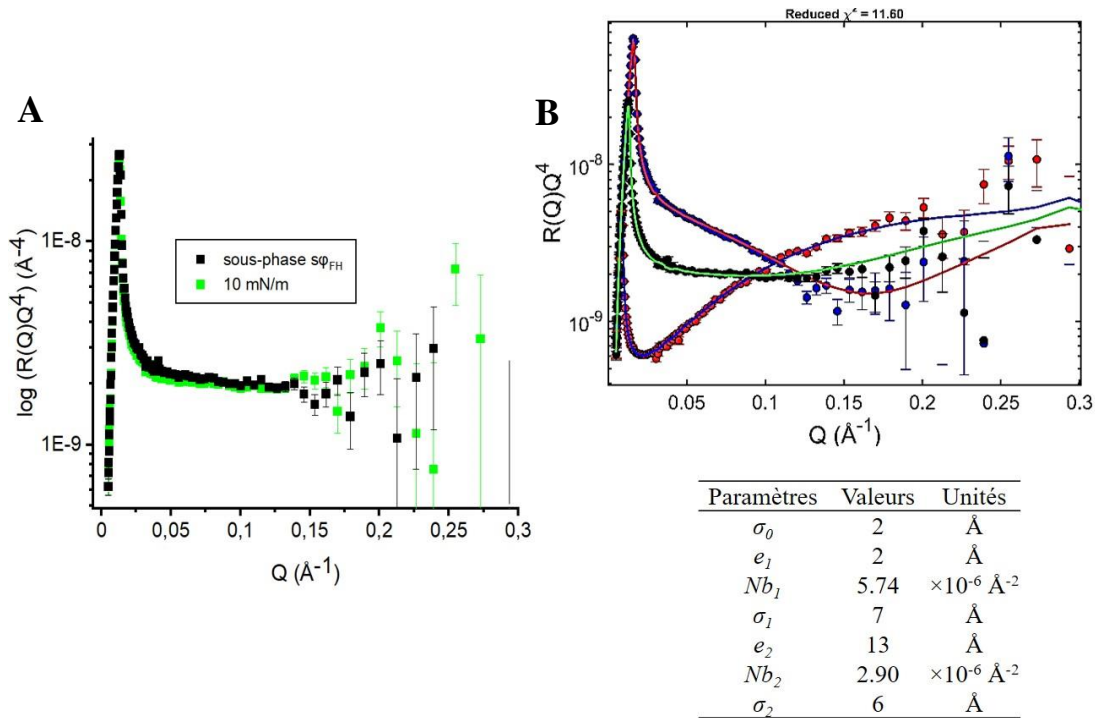 A
log (R(Q)Q⁴) (Å⁻⁴)
1E-8
1E-9
sous-phase sφFH
10 mN/m
0
0,05
0,1
0,15
0,2
0,25
0,3
Q (Å⁻¹)
B
Reduced χ² = 11.60
R(Q)Q⁴
10⁻⁸
10⁻⁹
0.05
0.1
0.15
0.2
0.25
0.3
Q (Å⁻¹)
Paramètres Valeurs Unités
σ₀ 2 Å
e₁ 2 Å
Nb₁ 5.74 ×10⁻⁶ Å⁻²
σ₁ 7 Å
e₂ 13 Å
Nb₂ 2.90 ×10⁻⁶ Å⁻²
σ₂ 6 Å